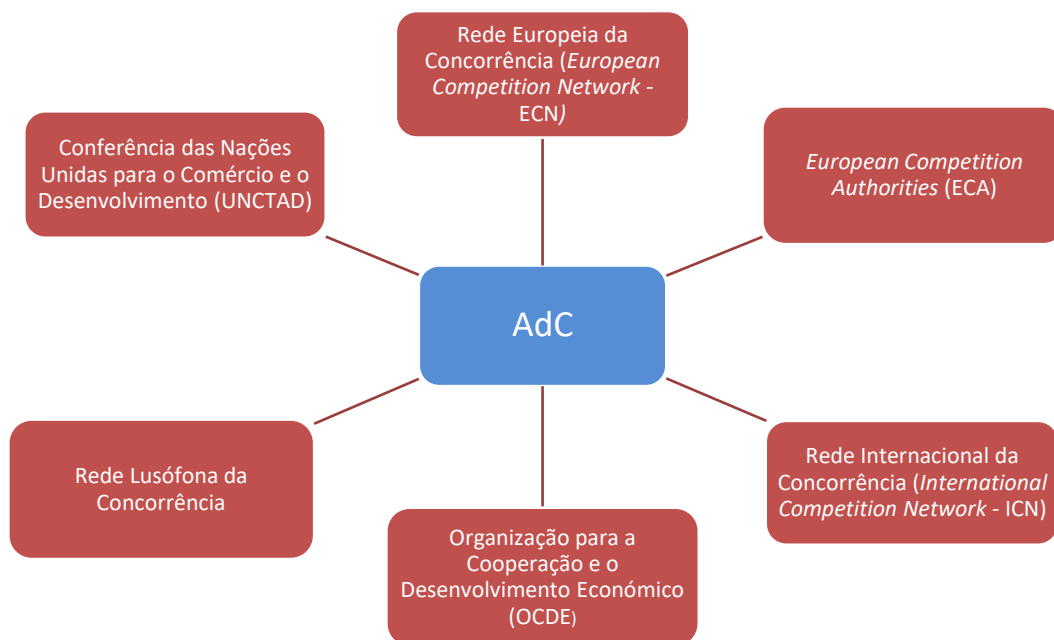 Rede Europeia da
Concorrência (European
Competition Network -
ECN)
Conferência das Nações
Unidas para o Comércio e o
Desenvolvimento (UNCTAD)
European Competition
Authorities (ECA)
AdC
Rede Lusófona da
Concorrência
Rede Internacional da
Concorrência (International
Competition Network - ICN)
Organização para a
Cooperação e o
Desenvolvimento Económico
(OCDE)